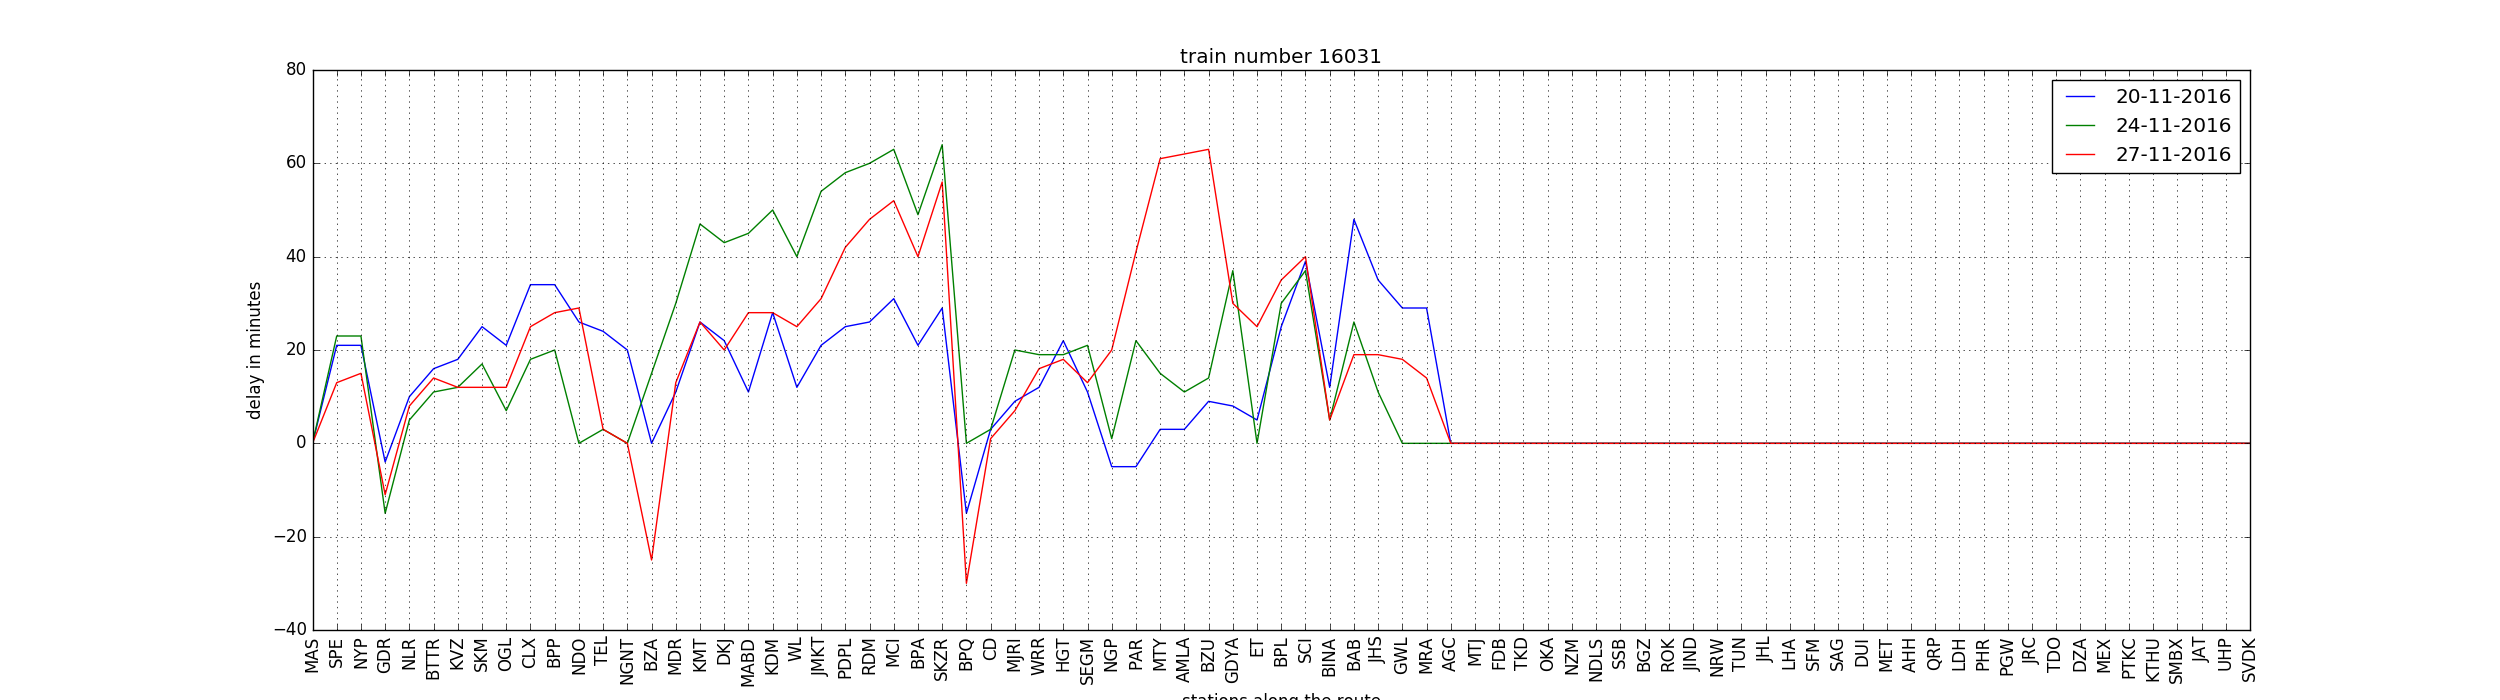 train number 16031
80
60
40
20
0
−20
−40
delay in minutes
20-11-2016
24-11-2016
27-11-2016
MAS
SPE
NYP
GDR
NLR
BTTR
KVZ
SKM
OGL
CLX
BPP
NDO
TEL
NGNT
BZA
MDR
KMT
DKJ
MABD
KDM
WL
JMKT
PDPL
RDM
MCI
BPA
SKZR
BPQ
CD
MJRI
WRR
HGT
SEGM
NGP
PAR
MTY
AMLA
BZU
GDYA
ET
BPL
SCI
BINA
BAB
JHS
GWL
MRA
AGC
MTJ
FDB
TKD
OKA
NZM
NDLS
SSB
BGZ
ROK
JIND
NRW
TUN
JHL
LHA
SFM
SAG
DUI
MET
AHH
QRP
LDH
PHR
PGW
JRC
TDO
DZA
MEX
PTKC
KTHU
SMBX
JAT
UHP
SVDK
stations along the route